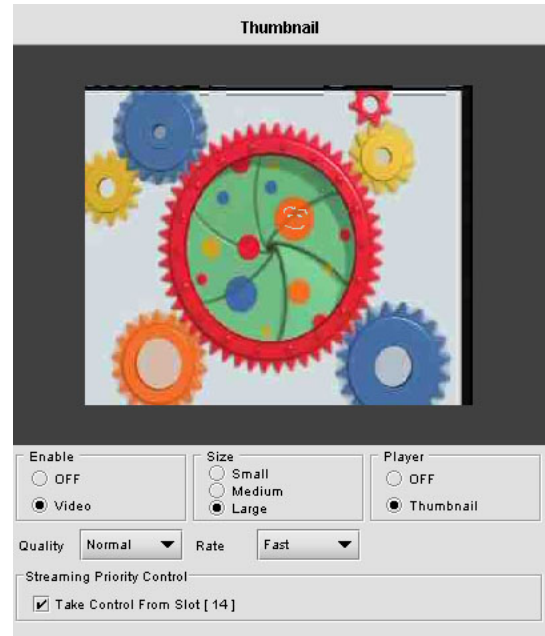 Thumbnail
Enable
OFF
Video
Size
Small
Medium
Large
Player
OFF
Thumbnail
Quality Normal Rate Fast
Streaming Priority Control
Take Control From Slot [ 14 ]